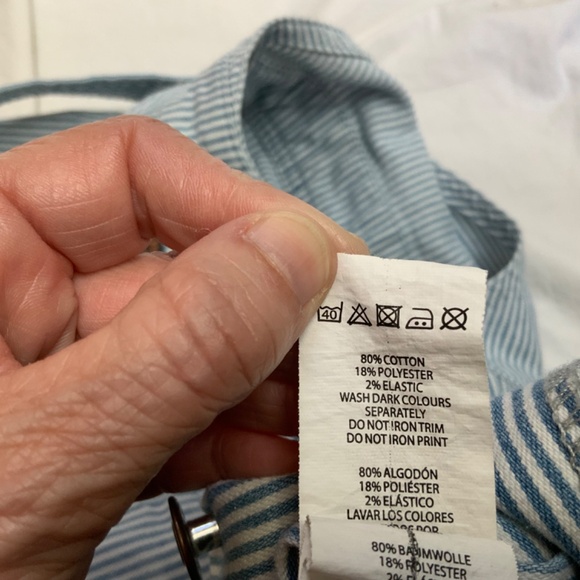 40
80% COTTON
18% POLYESTER
2% ELASTIC
WASH DARK COLOURS
SEPARATELY
DO NOT IRON TRIM
DO NOT IRON PRINT
80% ALGODÓN
18% POLIÉSTER
2% ELÁSTICO
LAVAR LOS COLORES
80% BAUMWOLLE
18% POLYESTER
2%